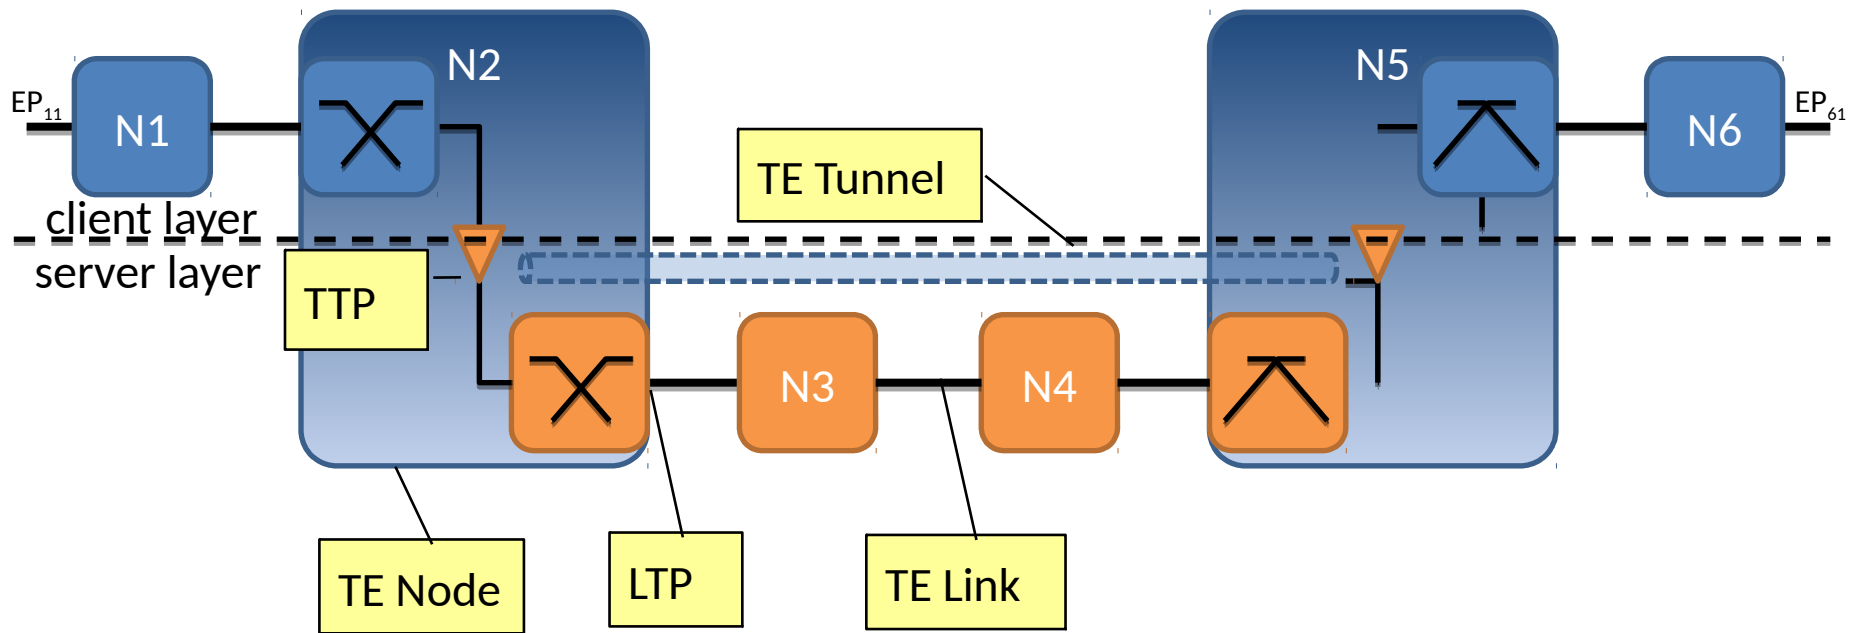 N2
N5
EP11
N1
N6
EP61
TE Tunnel
client layer
server layer
TTP
N3
N4
TE Node
LTP
TE Link